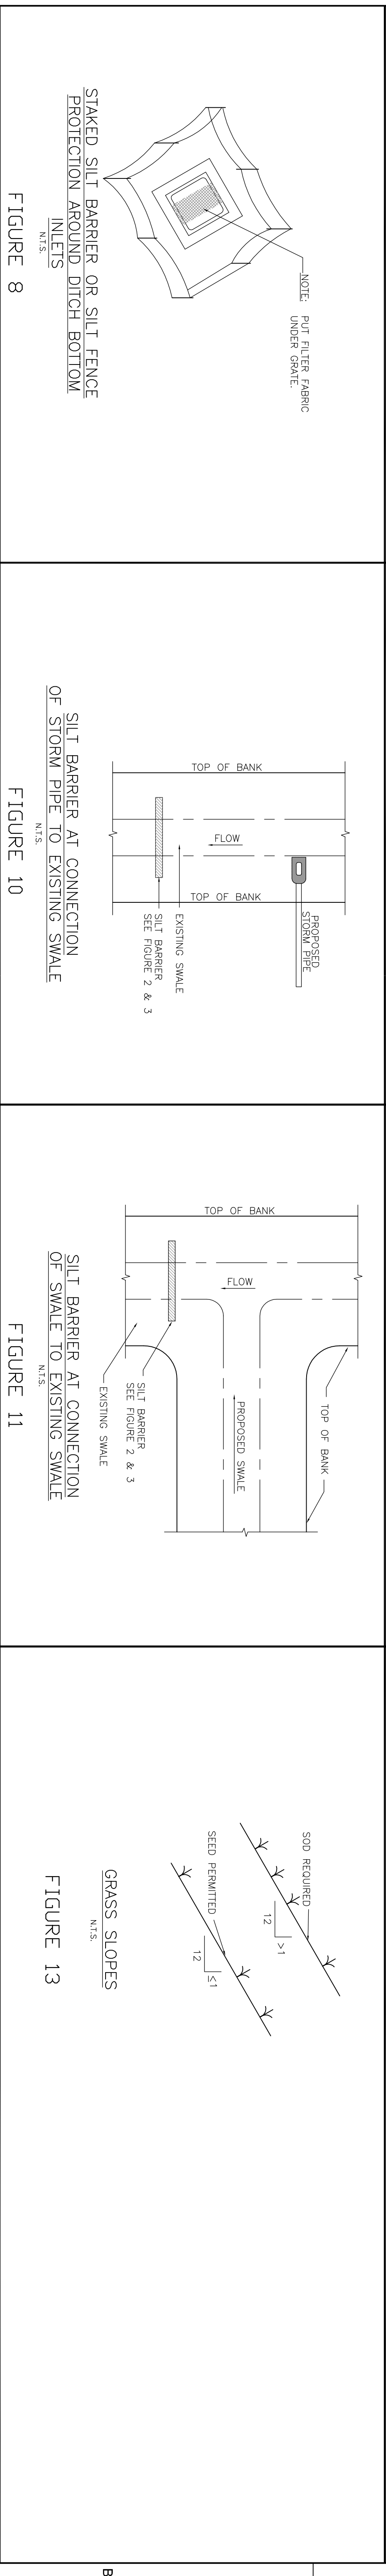 NOTE: PUT FILTER FABRIC
UNDER GRATE.
STAKED SILT BARRIER OR SILT FENCE
PROTECTION AROUND DITCH BOTTOM
INLETS
N.T.S.
FIGURE 8
TOP OF BANK
FLOW
TOP OF BANK
PROPOSED
STORM PIPE
EXISTING SWALE
SILT BARRIER
SEE FIGURE 2 & 3
SILT BARRIER AT CONNECTION
OF STORM PIPE TO EXISTING SWALE
N.T.S.
FIGURE 10
TOP OF BANK
FLOW
TOP OF BANK
PROPOSED SWALE
SILT BARRIER
SEE FIGURE 2 & 3
EXISTING SWALE
SILT BARRIER AT CONNECTION
OF SWALE TO EXISTING SWALE
N.T.S.
FIGURE 11
SOD REQUIRED
>1
12
SEED PERMITTED
≤1
12
GRASS SLOPES
N.T.S.
FIGURE 13
B